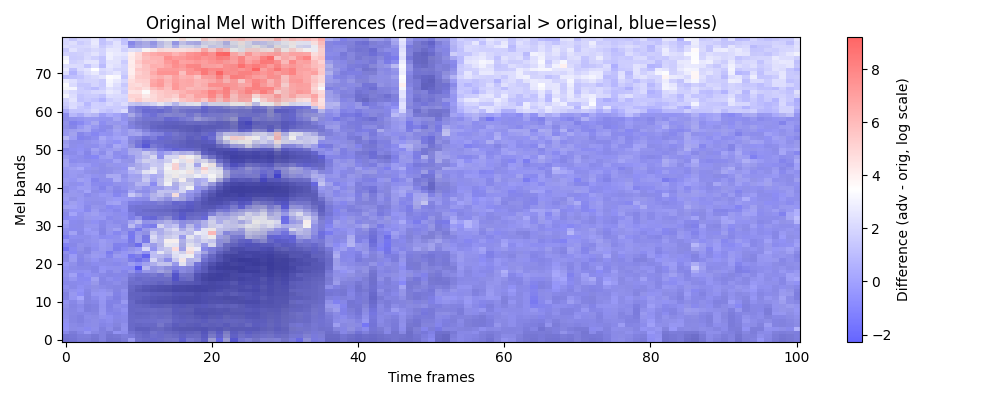 Original Mel with Differences (red=adversarial > original, blue=less)
Mel bands
70
60
50
40
30
20
10
0
0 20 40 60 80 100
Time frames
8
6
4
2
0
−2
Difference (adv - orig, log scale)